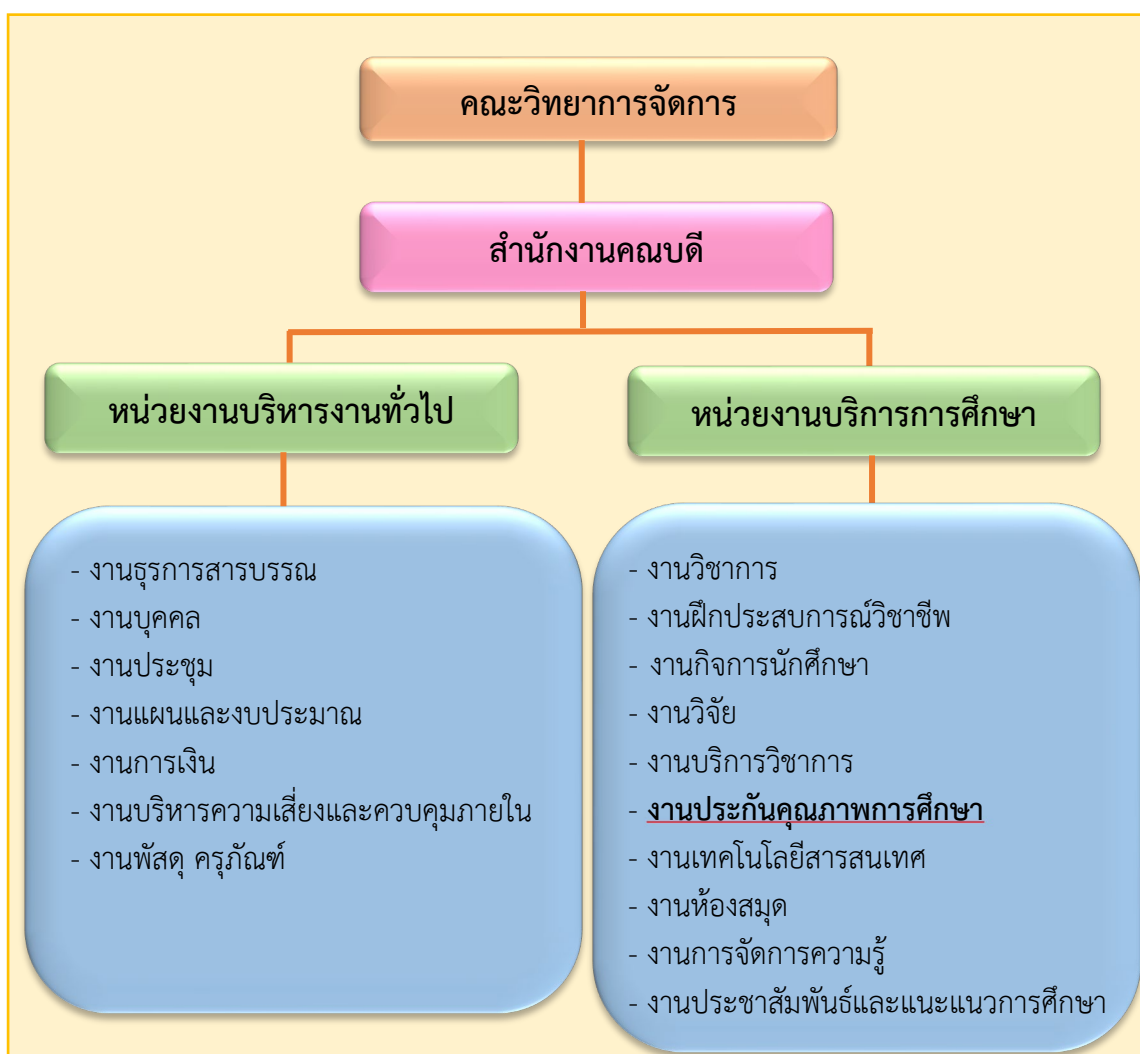 คณะวิทยาการจัดการ
สำนักงานคณบดี
หน่วยงานบริหารงานทั่วไป
- งานธุรการสารบรรณ
- งานบุคคล
- งานประชุม
- งานแผนและงบประมาณ
- งานการเงิน
- งานบริหารความเสี่ยงและควบคุมภายใน
- งานพัสดุ ครุภัณฑ์
หน่วยงานบริการการศึกษา
- งานวิชาการ
- งานฝึกประสบการณ์วิชาชีพ
- งานกิจการนักศึกษา
- งานวิจัย
- งานบริการวิชาการ
- งานประกันคุณภาพการศึกษา
- งานเทคโนโลยีสารสนเทศ
- งานห้องสมุด
- งานการจัดการความรู้
- งานประชาสัมพันธ์และแนะแนวการศึกษา